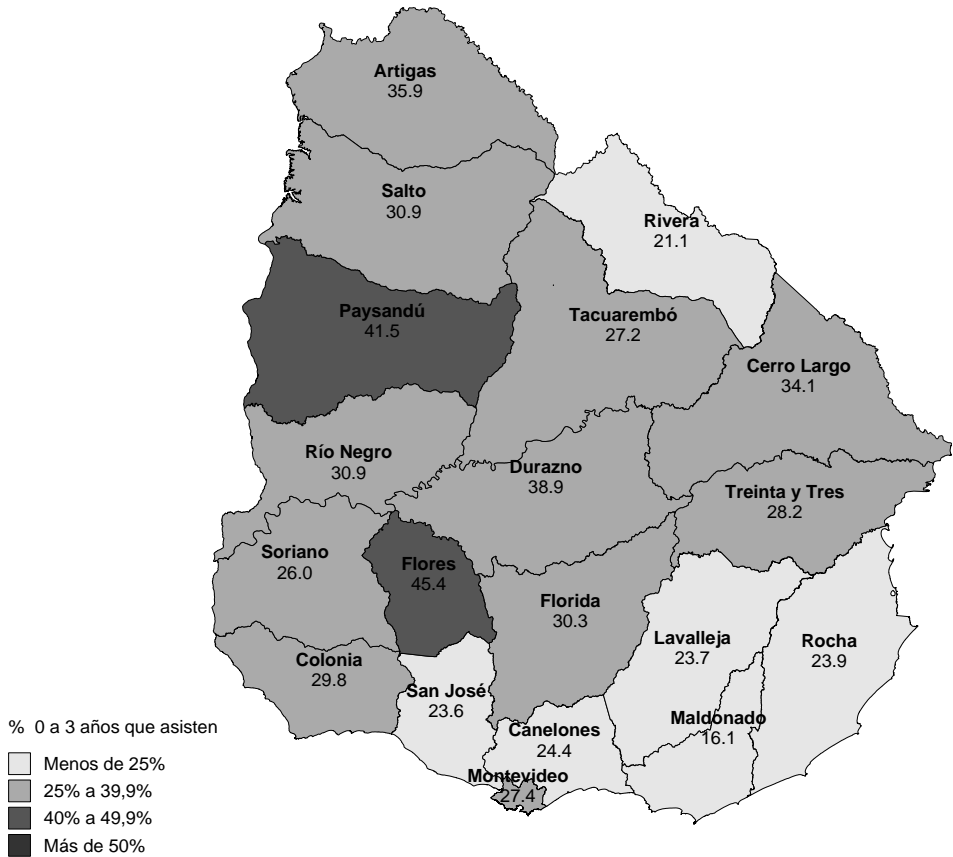 Artigas
35.9
Salto
30.9
Rivera
21.1
Paysandú
41.5
Tacuarembó
27.2
Cerro Largo
34.1
Río Negro
30.9
Durazno
38.9
Treinta y Tres
28.2
Soriano
26.0
Flores
45.4
Florida
30.3
Lavalleja
23.7
Rocha
23.9
Colonia
29.8
San José
23.6
Maldonado
16.1
Canelones
24.4
Montevideo
27.4
% 0 a 3 años que asisten
Menos de 25%
25% a 39,9%
40% a 49,9%
Más de 50%